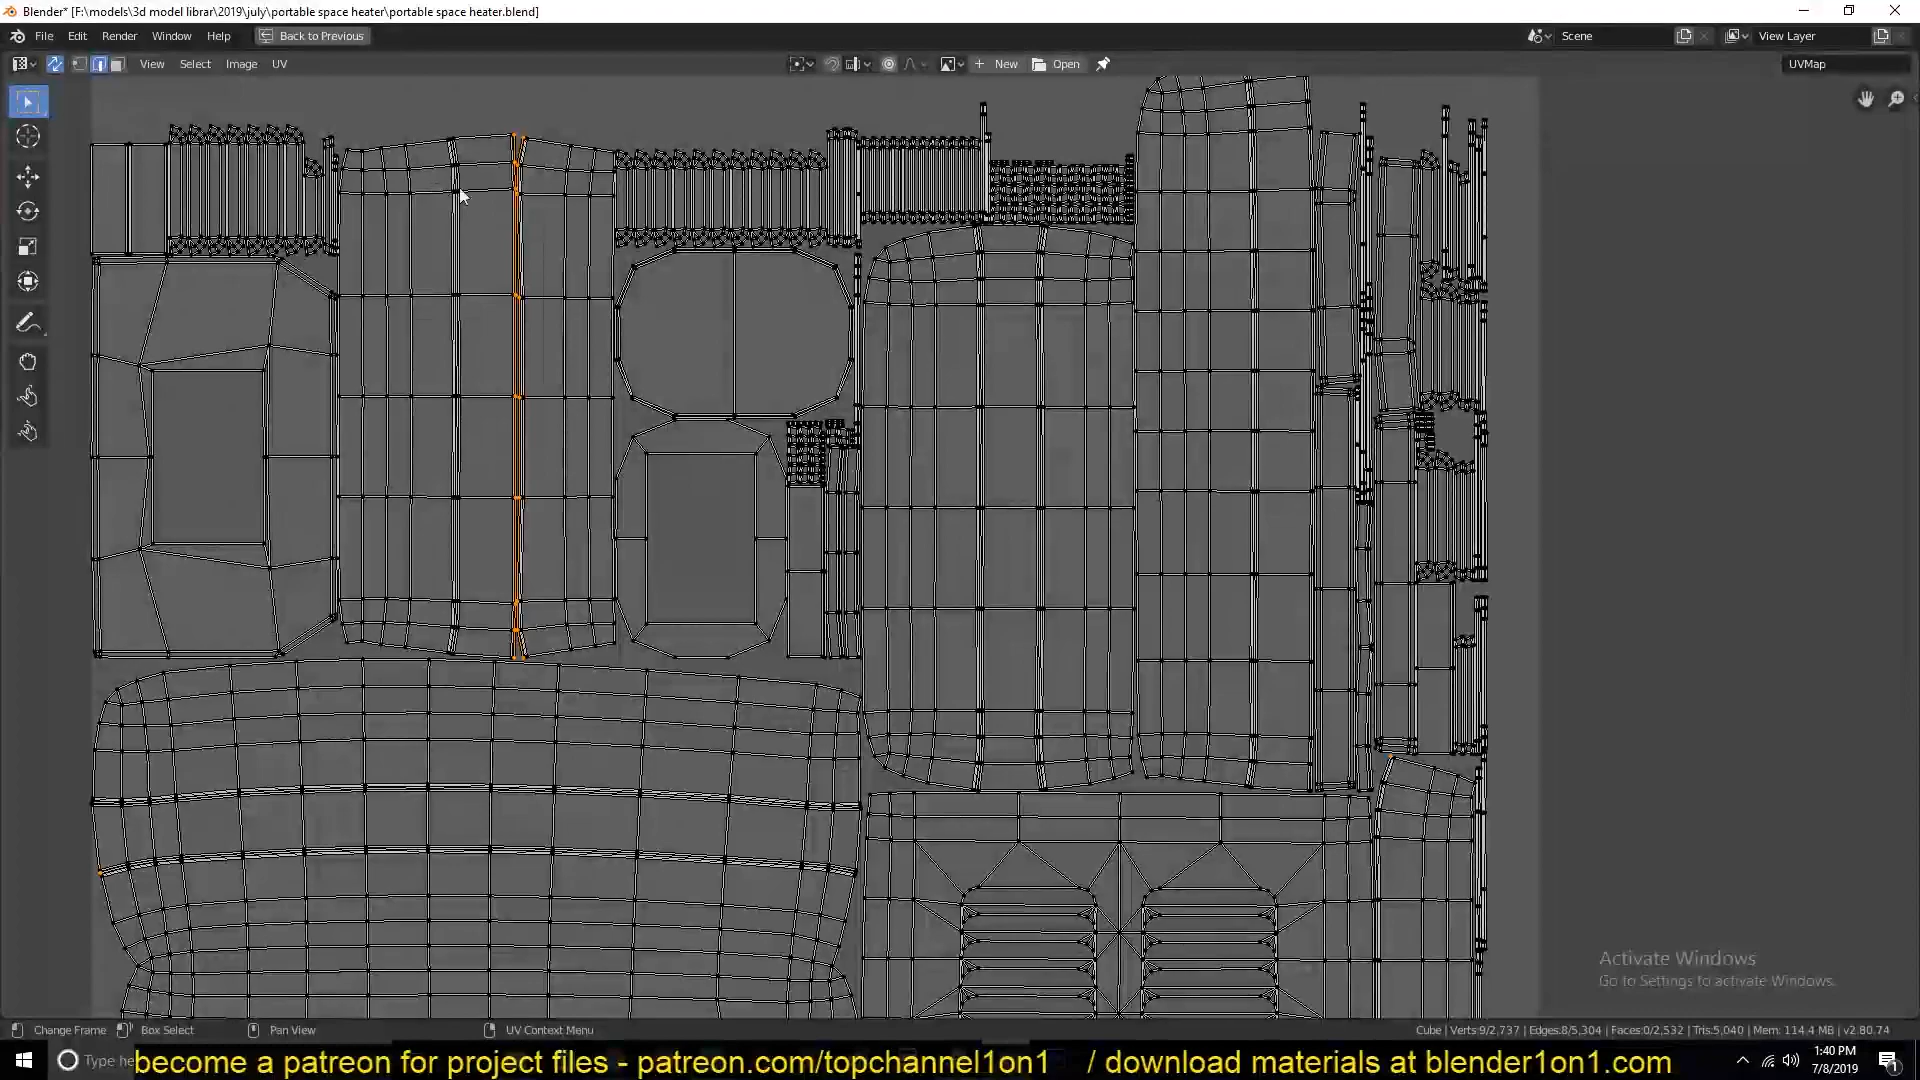 Blender* [F:\models\3d model librar\2019\july\portable space heater\portable space heater.blend]
File Edit Render Window Help Back to Previous Scene View Layer
View Select Image UV New Open UVMap
Activate Windows
Go to Settings to activate Windows.
Change Frame Box Select Pan View UV Context Menu Cube | Verts:9/2,737 | Edges:8/5,304 | Faces:0/2,532 | Tris:5,040 | Mem: 114.4 MB | v2.80.74
Type he
become a patreon for project files - patreon.com/topchannel1on1 / download materials at blender1on1.com
1:40 PM
7/8/2019
1